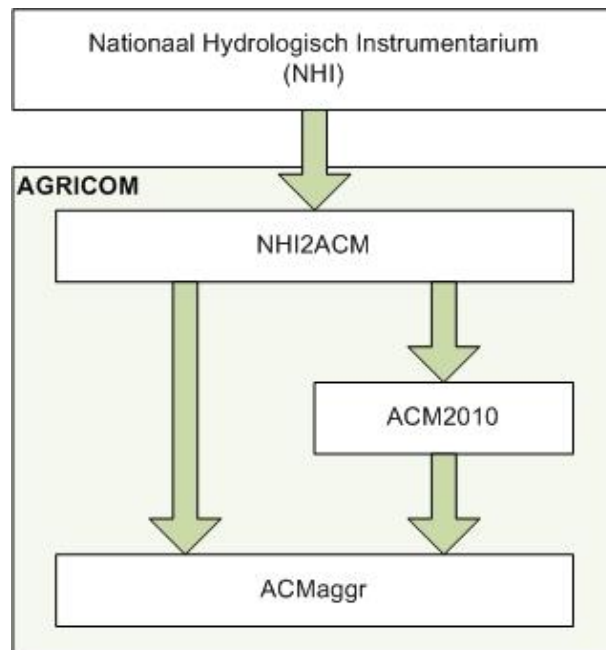 Nationaal Hydrologisch Instrumentarium
(NHI)
AGRICOM
NHI2ACM
ACM2010
ACMaggr